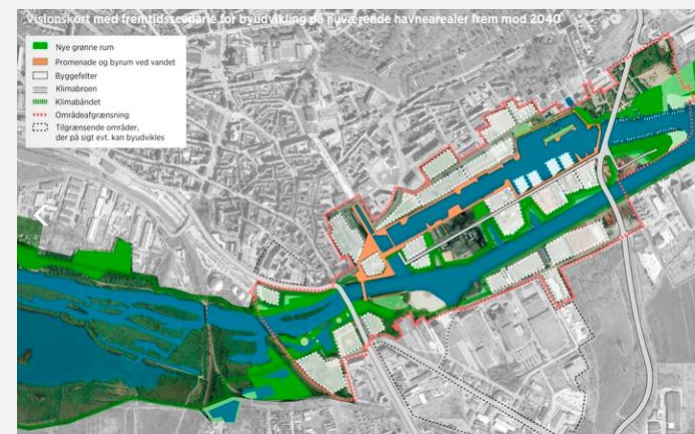 Visionskort med fremtidsscenarie for byudvikling på nuværende havnearealer frem mod 2040
Nye grønne rum
Promenade og byrum ved vandet
Byggefelter
Klimabroen
Klimabåndet
Områdeafgrænsning
Tilgrænsende områder,
der på sigt evt. kan byudvikles